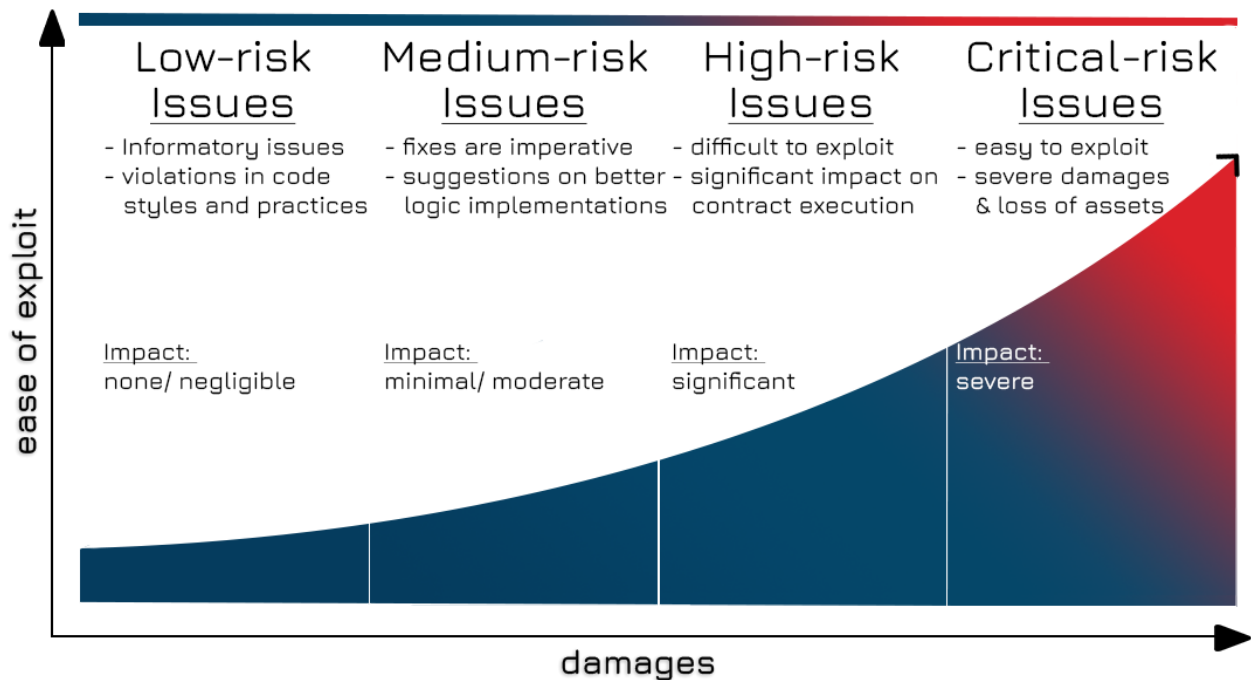 Low-risk
Issues
- Informatory issues
- violations in code
styles and practices
Impact:
none/ negligible
Medium-risk
Issues
- fixes are imperative
- suggestions on better
logic implementations
Impact:
minimal/ moderate
High-risk
Issues
- difficult to exploit
- significant impact on
contract execution
Impact:
significant
Critical-risk
Issues
- easy to exploit
- severe damages
& loss of assets
Impact:
severe
ease of exploit
damages